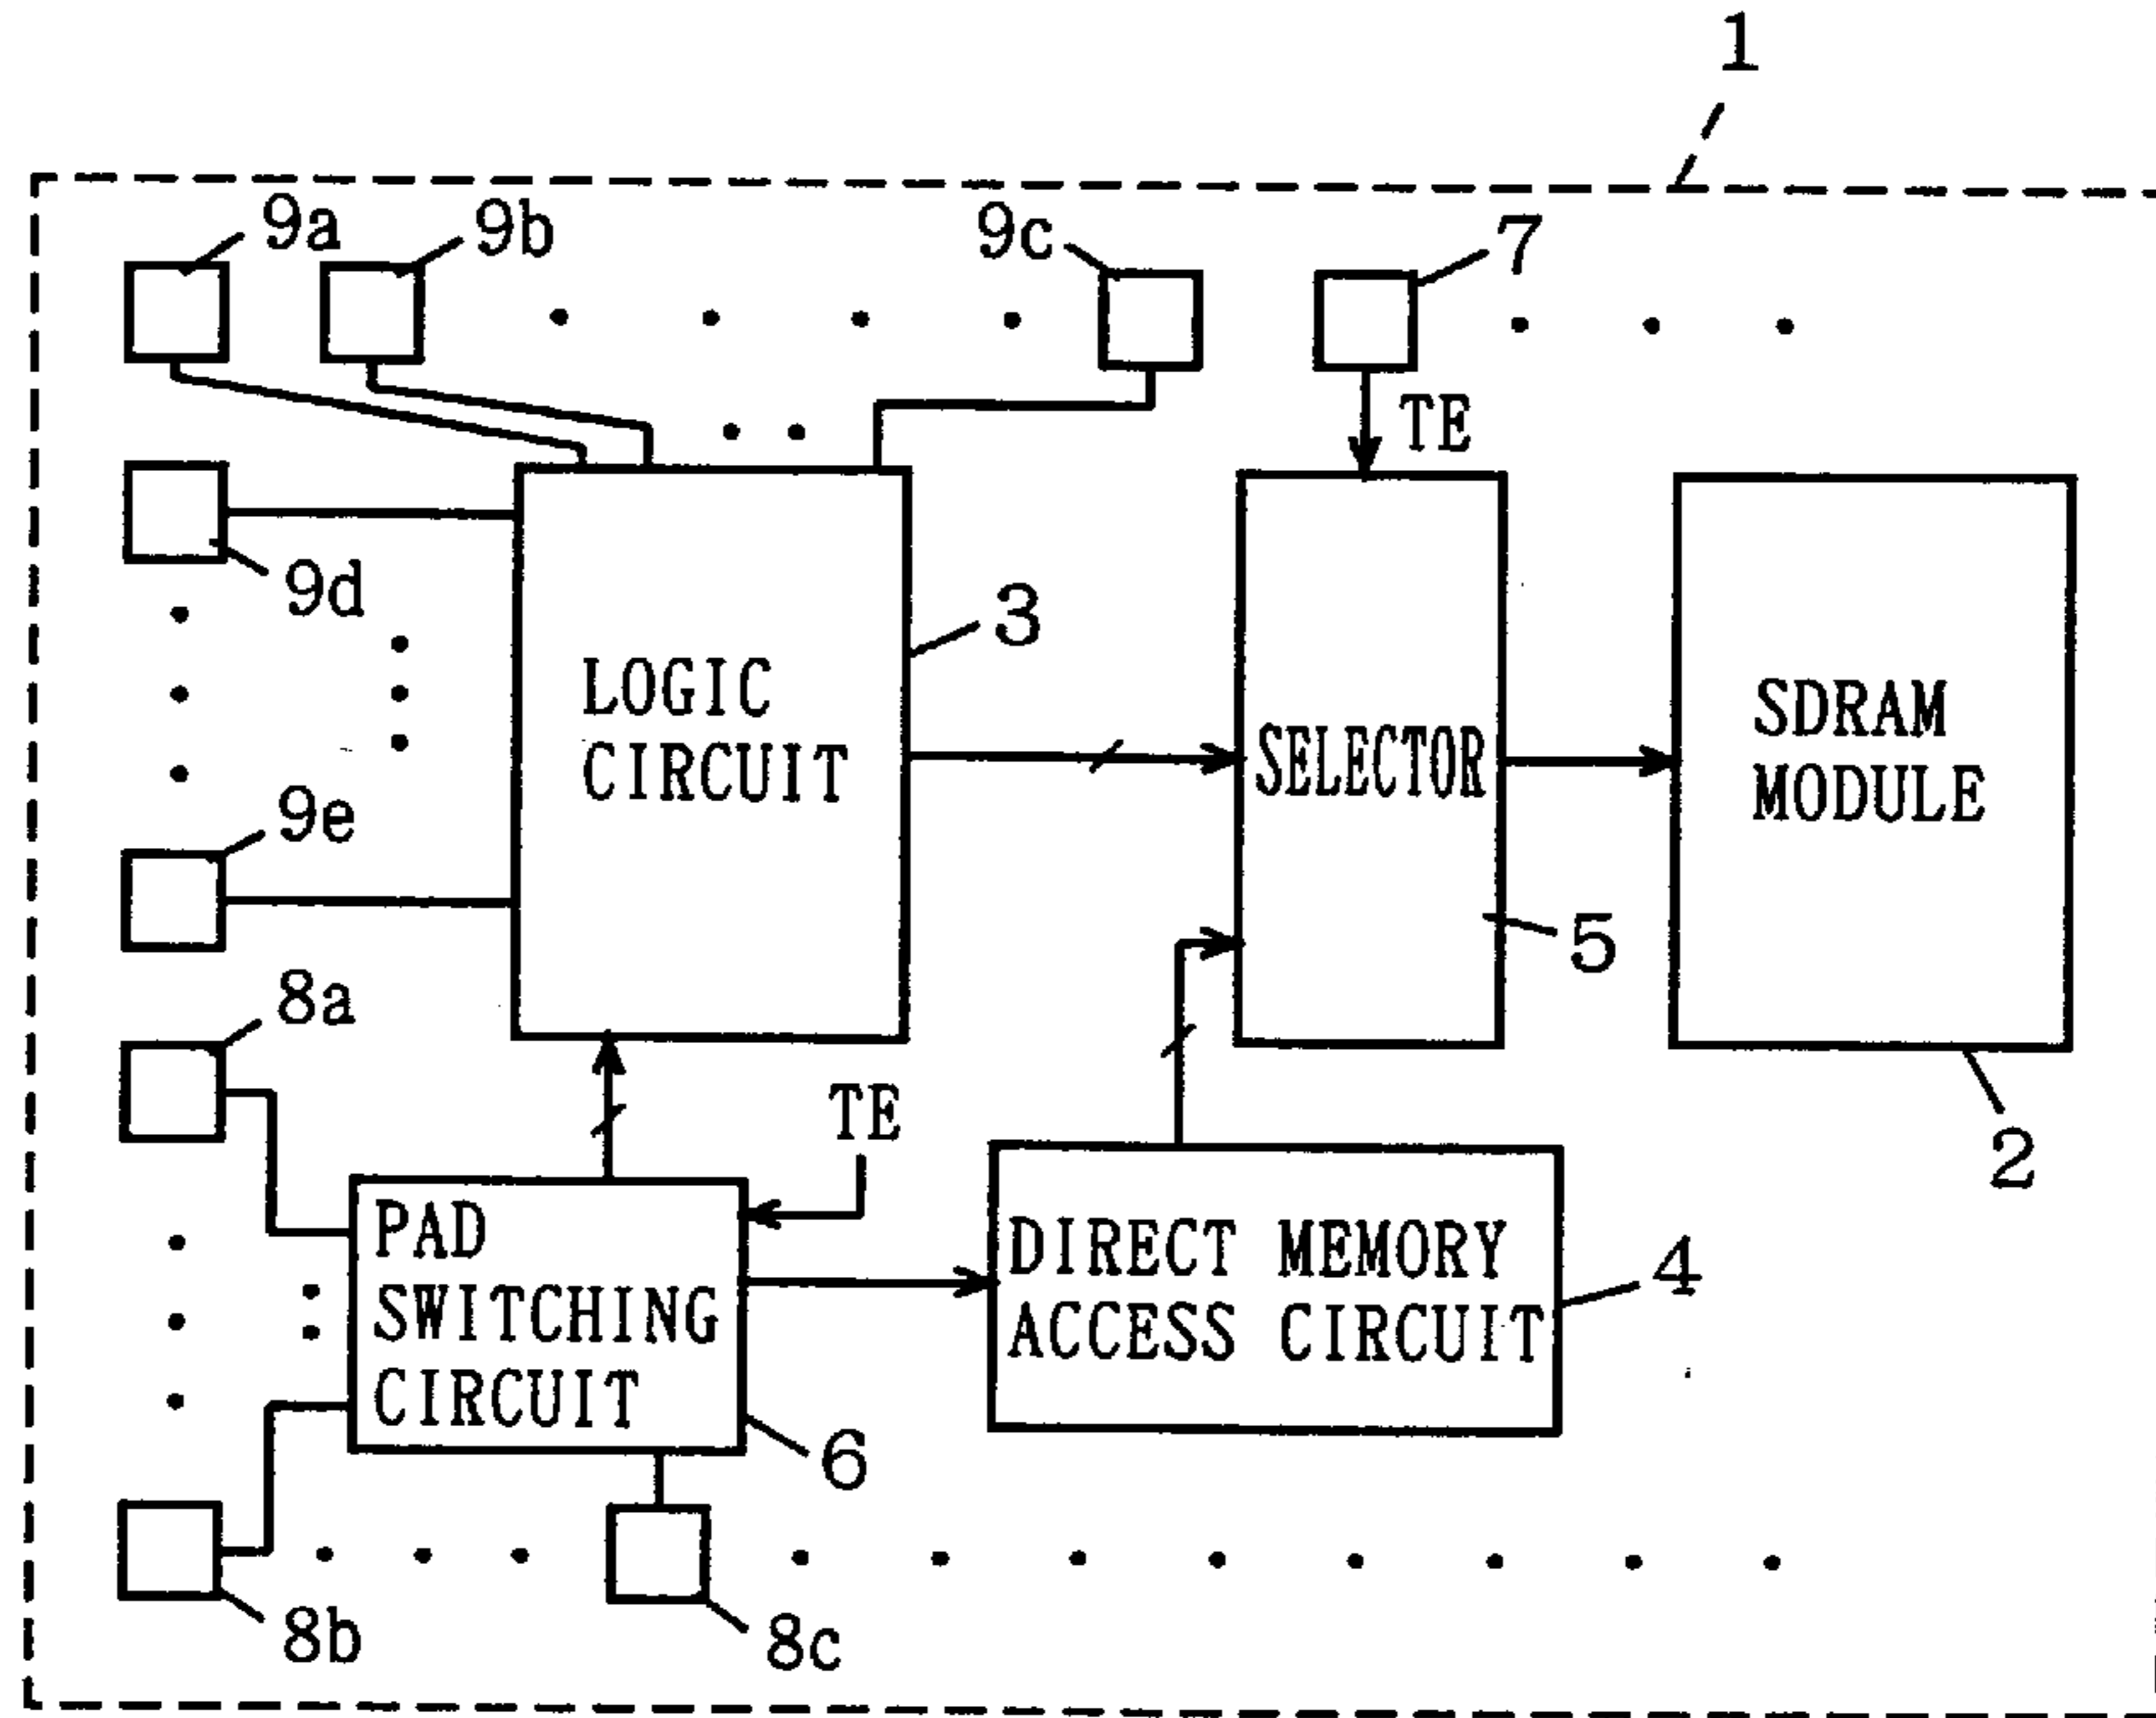 1
9a
9b
9c
7
TE
9d
3
LOGIC
CIRCUIT
SELECTOR
SDRAM
MODULE
9e
5
8a
TE
2
PAD
SWITCHING
CIRCUIT
DIRECT MEMORY
ACCESS CIRCUIT
4
6
8b
8c